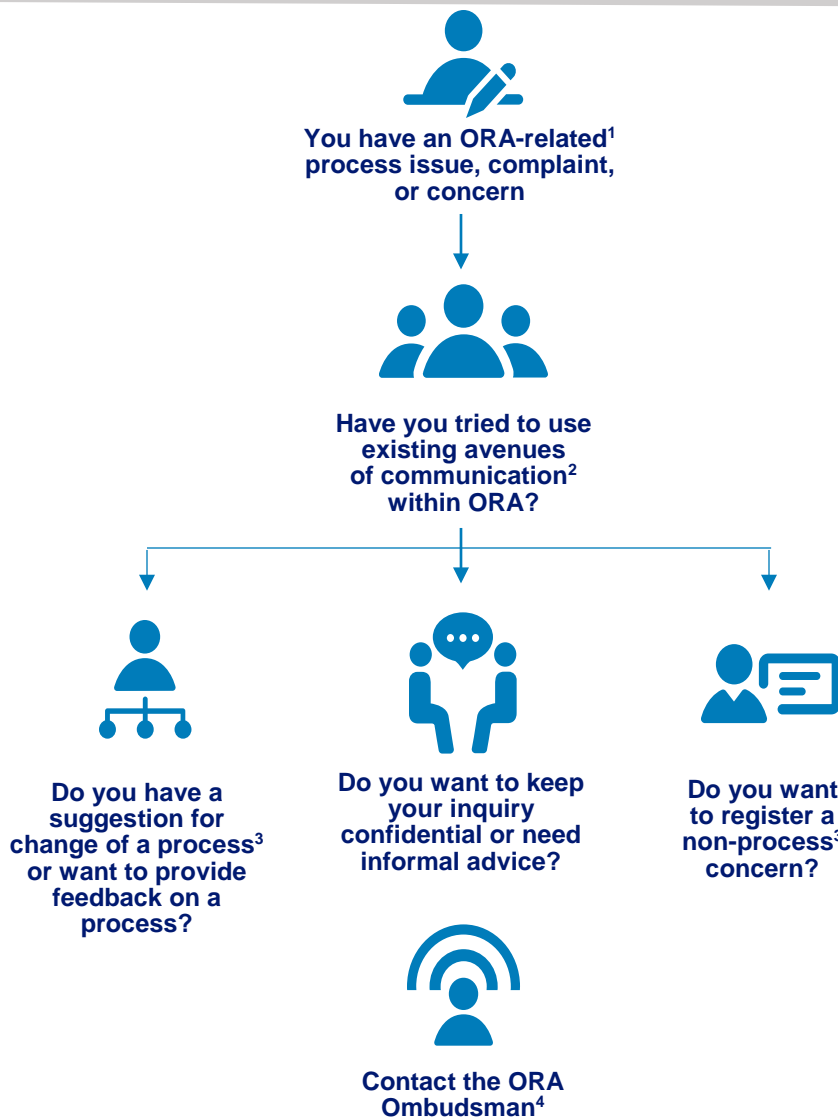 You have an ORA-related¹
process issue, complaint,
or concern
Have you tried to use
existing avenues
of communication²
within ORA?
Do you have a
suggestion for
change of a process³
or want to provide
feedback on a
process?
Do you want to keep
your inquiry
confidential or need
informal advice?
Do you want
to register a
non-process³
concern?
Contact the ORA
Ombudsman⁴